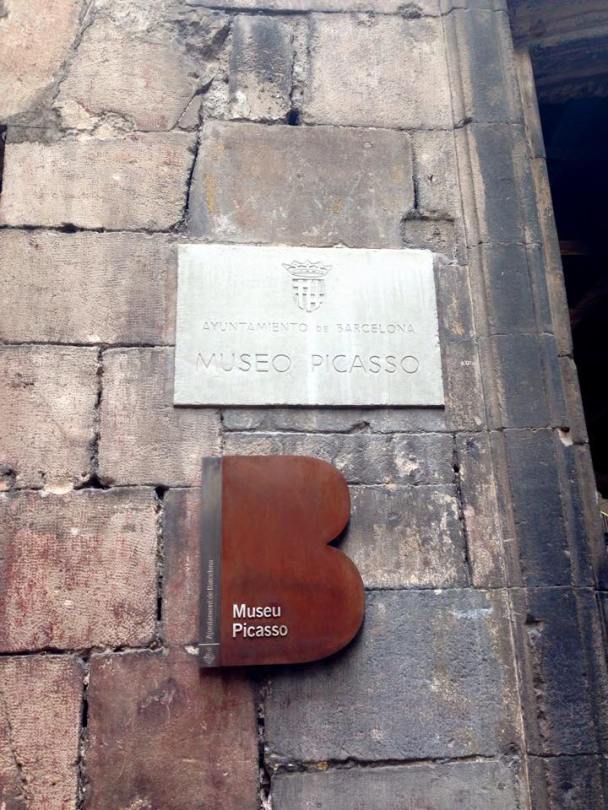 AYUNTAMIENTO DE BARCELONA
MUSEO PICASSO
B
Ajuntament de Barcelona
Museu
Picasso